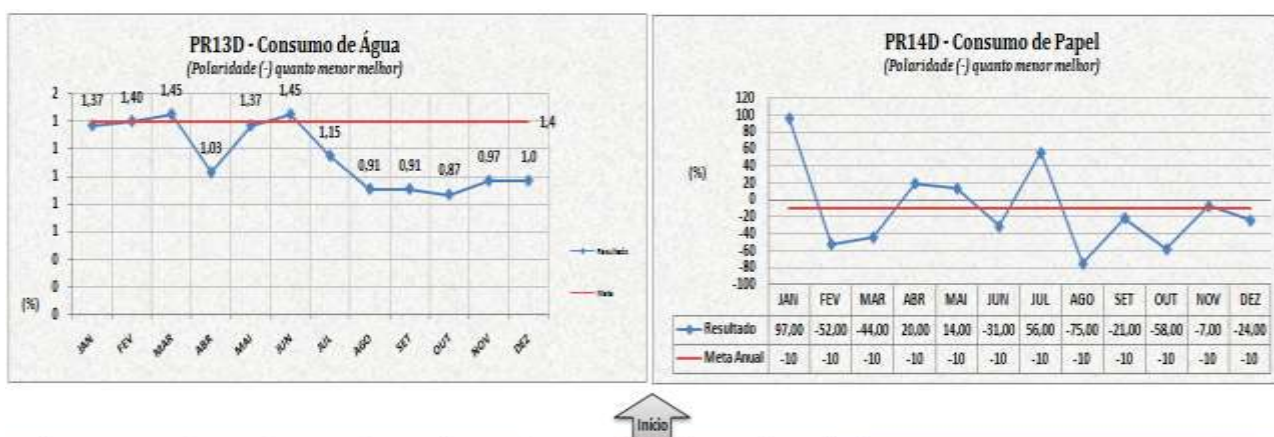 PR13D - Consumo de Água
(Polaridade (-) quanto menor melhor)
2
1
1
1
1
1
0
0
0
(%)
1,37 1,40 1,45 1,03 1,37 1,45 1,15 0,91 0,91 0,87 0,97 1,0
1,4
JAN FEV MAR ABR MAI JUN JUL AGO SET OUT NOV DEZ
Resultado
Meta
PR14D - Consumo de Papel
(Polaridade (-) quanto menor melhor)
(%)
120
100
80
60
40
20
0
-20
-40
-60
-80
-100
JAN FEV MAR ABR MAI JUN JUL AGO SET OUT NOV DEZ
Resultado 97,00 -52,00 -44,00 20,00 14,00 -31,00 56,00 -75,00 -21,00 -58,00 -7,00 -24,00
Meta Anual -10 -10 -10 -10 -10 -10 -10 -10 -10 -10 -10 -10
Início